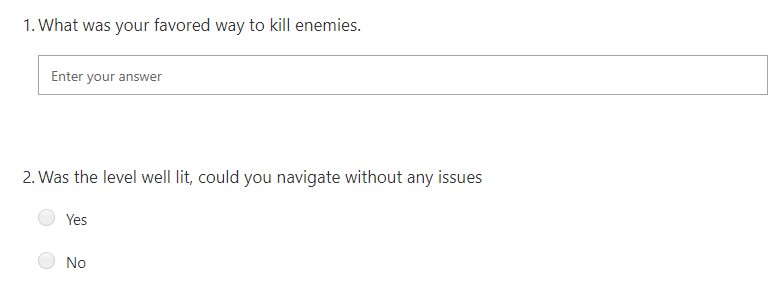 1. What was your favored way to kill enemies.
Enter your answer
2. Was the level well lit, could you navigate without any issues
Yes
No